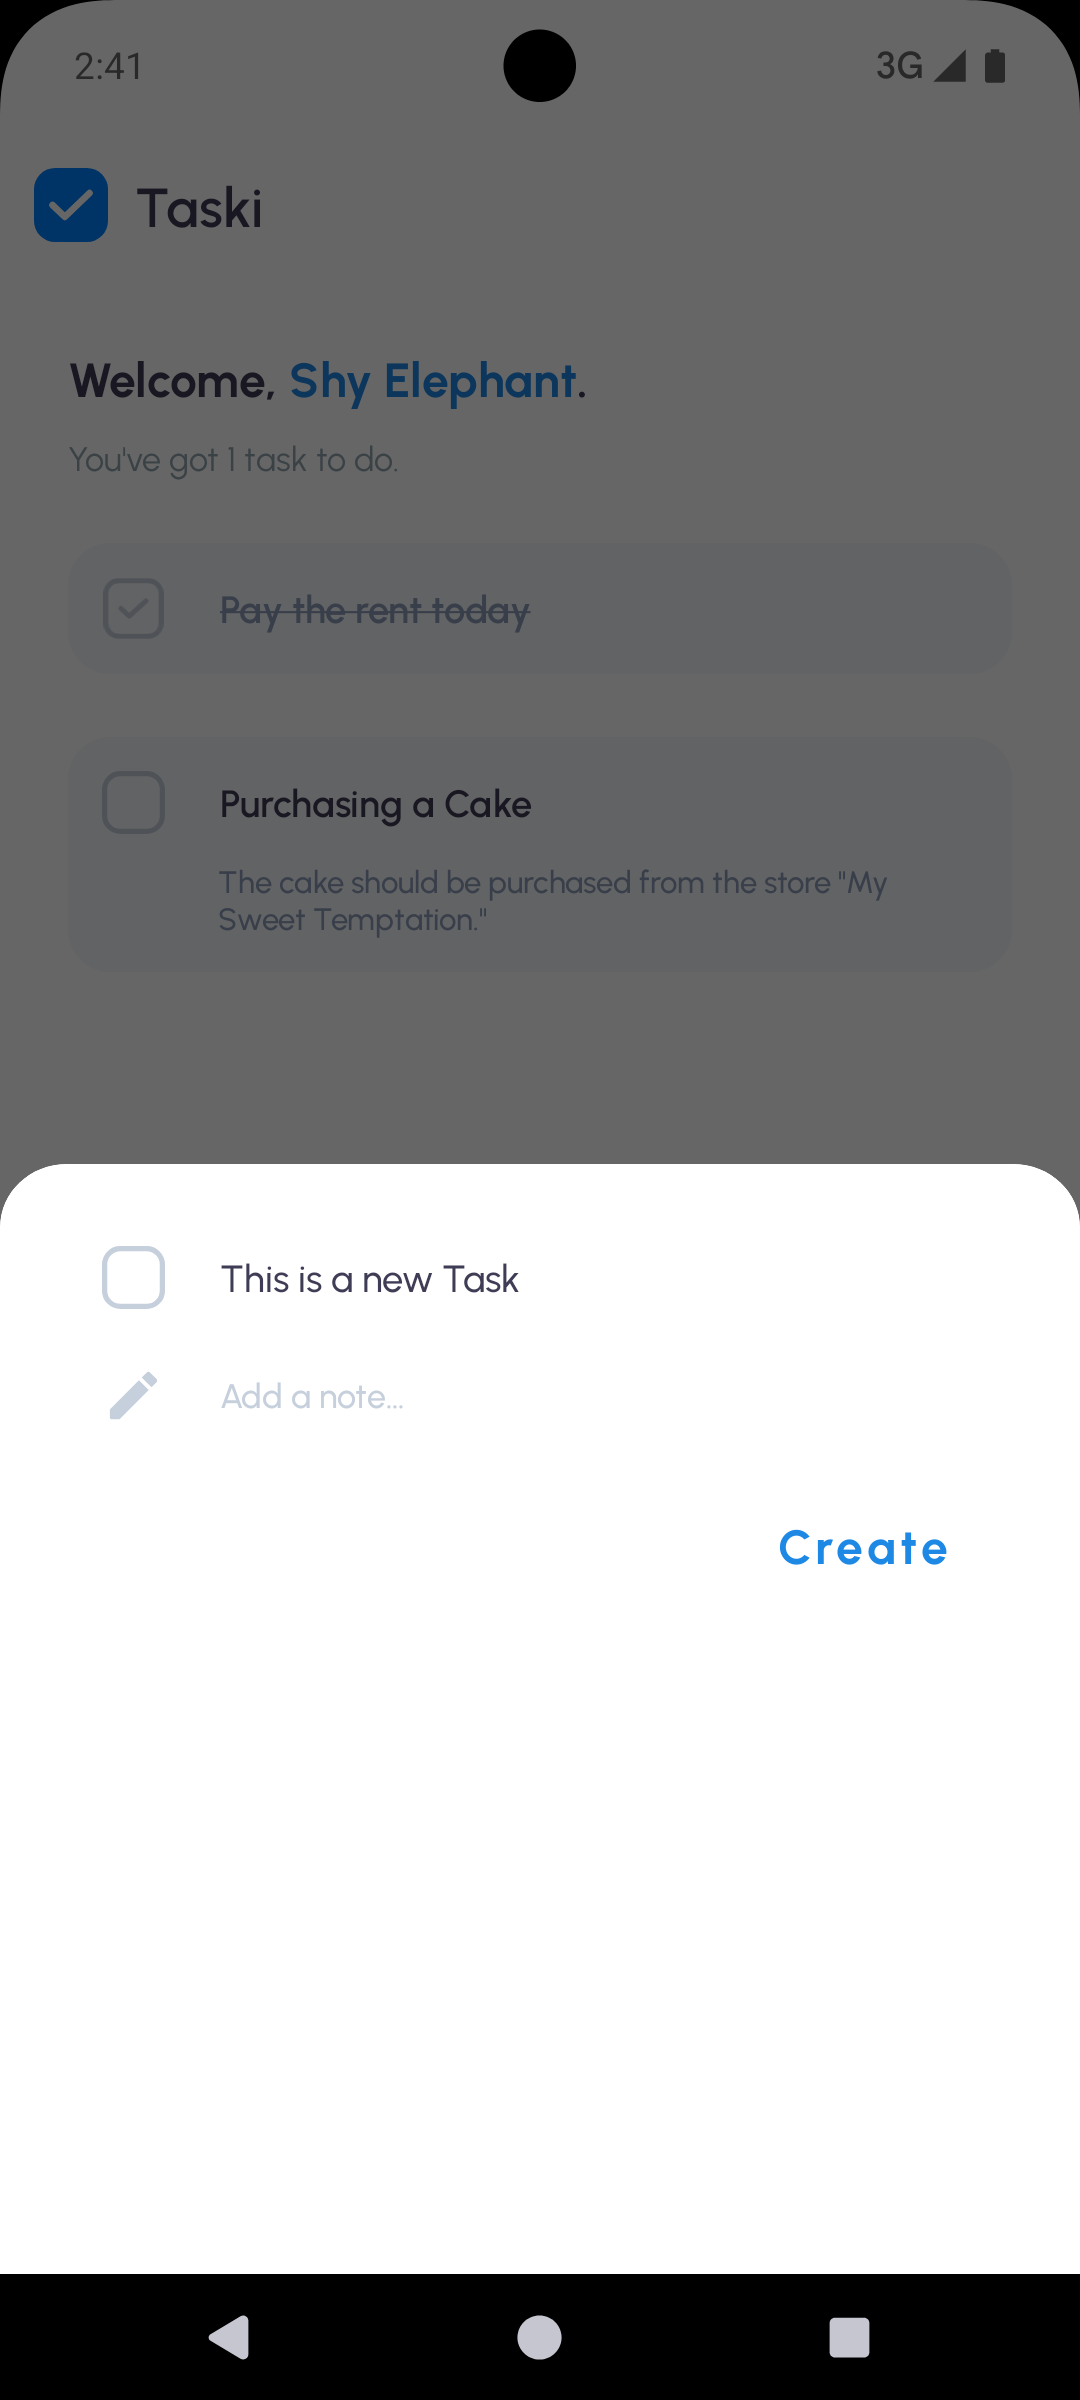 2:41
3G
Taski
Welcome, Shy Elephant.
You've got 1 task to do.
Pay the rent today
Purchasing a Cake
The cake should be purchased from the store "My
Sweet Temptation."
This is a new Task
Add a note...
Create